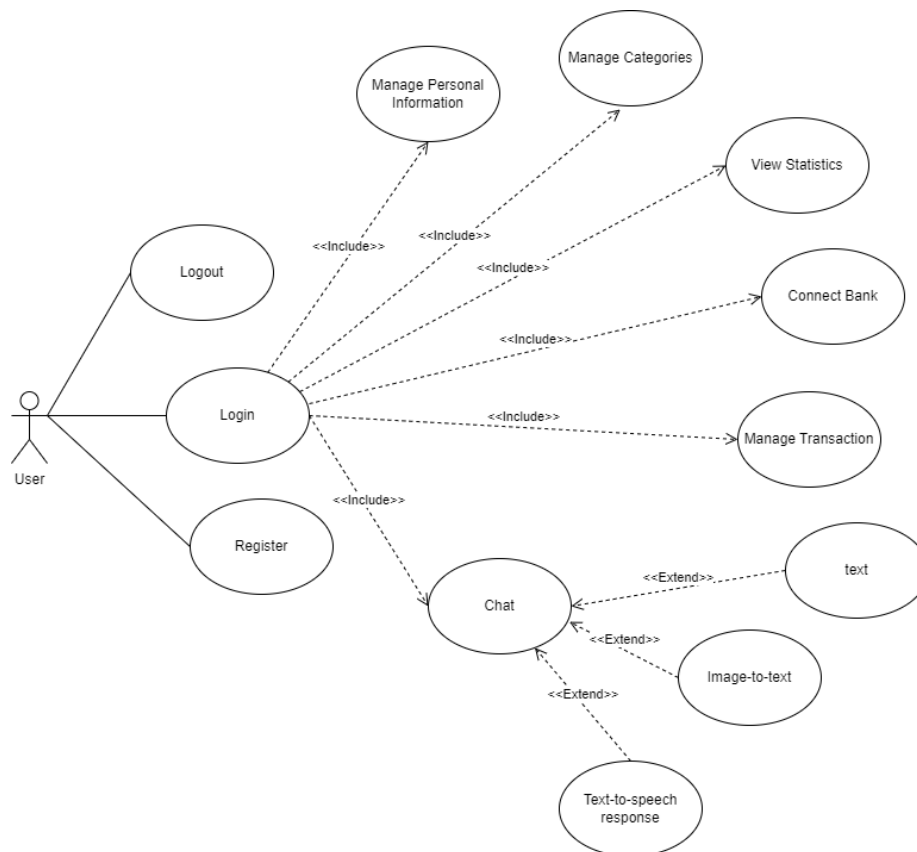 Manage Categories
Manage Personal
Information
View Statistics
<<Include>>
<<Include>>
<<Include>>
Logout
Connect Bank
<<Include>>
Login
<<Include>>
Manage Transaction
User
<<Include>>
Register
text
<<Extend>>
Chat
<<Extend>>
Image-to-text
<<Extend>>
Text-to-speech
response